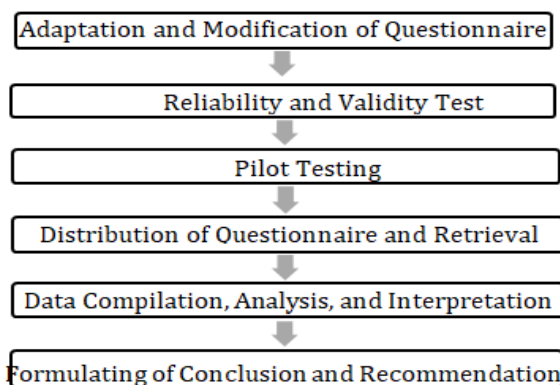 Adaptation and Modification of Questionnaire
Reliability and Validity Test
Pilot Testing
Distribution of Questionnaire and Retrieval
Data Compilation, Analysis, and Interpretation
Formulating of Conclusion and Recommendation